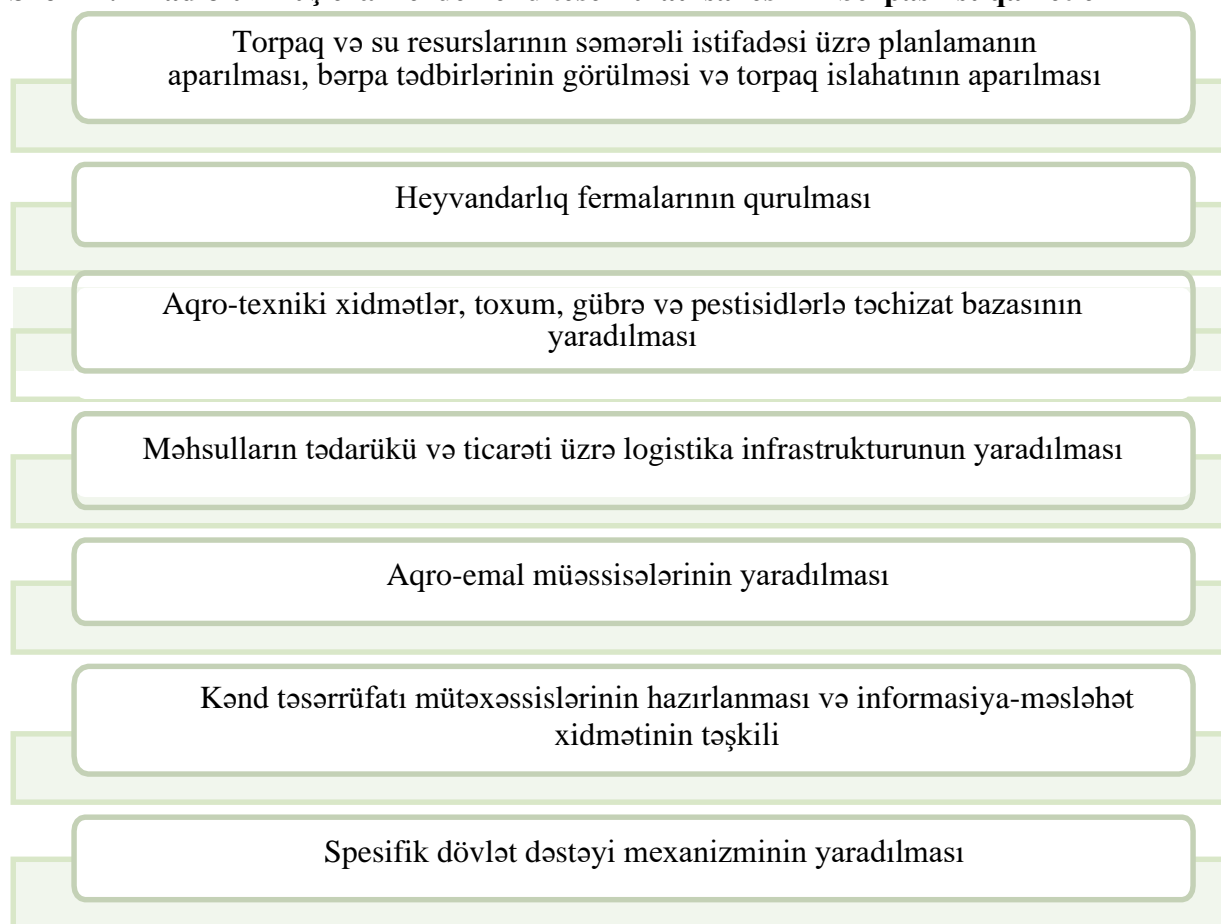 Torpaq və su resurslarının səmərəli istifadəsi üzrə planlamanın
aparılması, bərpa tədbirlərinin görülməsi və torpaq islahatının aparılması
Heyvandarlıq fermalarının qurulması
Aqro-texniki xidmətlər, toxum, gübrə və pestisidlərlə təchizat bazasının
yaradılması
Məhsulların tədarükü və ticarəti üzrə logistika infrastrukturunun yaradılması
Aqro-emal müəssisələrinin yaradılması
Kənd təsərrüfatı mütəxəssislərinin hazırlanması və informasiya-məsləhət
xidmətinin təşkili
Spesifik dövlət dəstəyi mexanizminin yaradılması